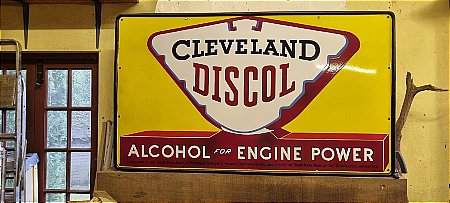 CLEVELAND
DISCOL
ALCOHOL FOR ENGINE POWER